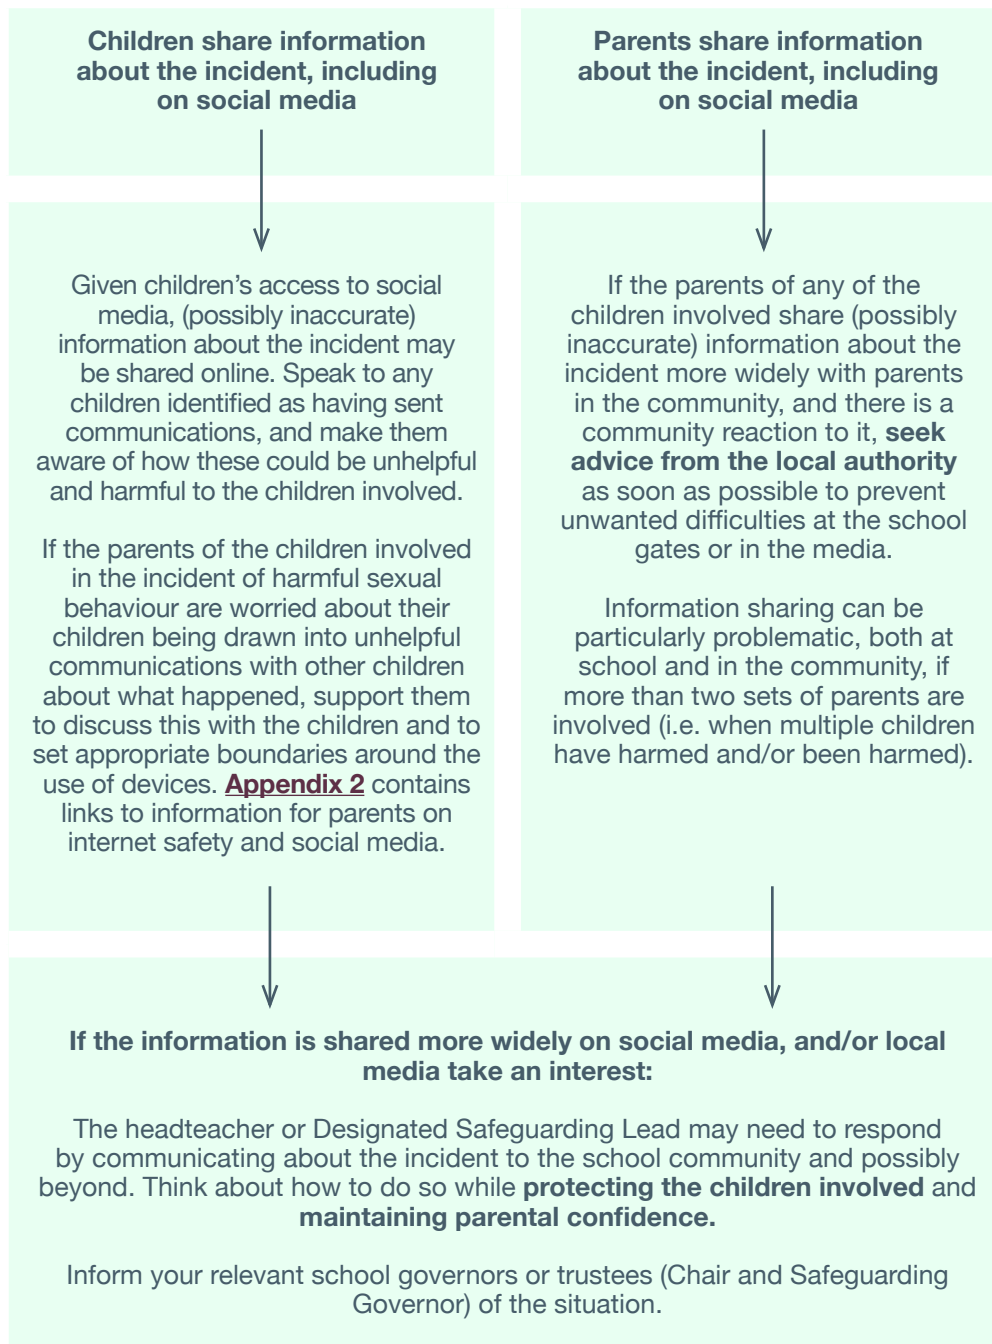 Children share information
about the incident, including
on social media
Given children’s access to social
media, (possibly inaccurate)
information about the incident may
be shared online. Speak to any
children identified as having sent
communications, and make them
aware of how these could be unhelpful
and harmful to the children involved.
If the parents of the children involved
in the incident of harmful sexual
behaviour are worried about their
children being drawn into unhelpful
communications with other children
about what happened, support them
to discuss this with the children and to
set appropriate boundaries around the
use of devices. Appendix 2 contains
links to information for parents on
internet safety and social media.
Parents share information
about the incident, including
on social media
If the parents of any of the
children involved share (possibly
inaccurate) information about the
incident more widely with parents
in the community, and there is a
community reaction to it, seek
advice from the local authority
as soon as possible to prevent
unwanted difficulties at the school
gates or in the media.
Information sharing can be
particularly problematic, both at
school and in the community, if
more than two sets of parents are
involved (i.e. when multiple children
have harmed and/or been harmed).
If the information is shared more widely on social media, and/or local
media take an interest:
The headteacher or Designated Safeguarding Lead may need to respond
by communicating about the incident to the school community and possibly
beyond. Think about how to do so while protecting the children involved and
maintaining parental confidence.
Inform your relevant school governors or trustees (Chair and Safeguarding
Governor) of the situation.